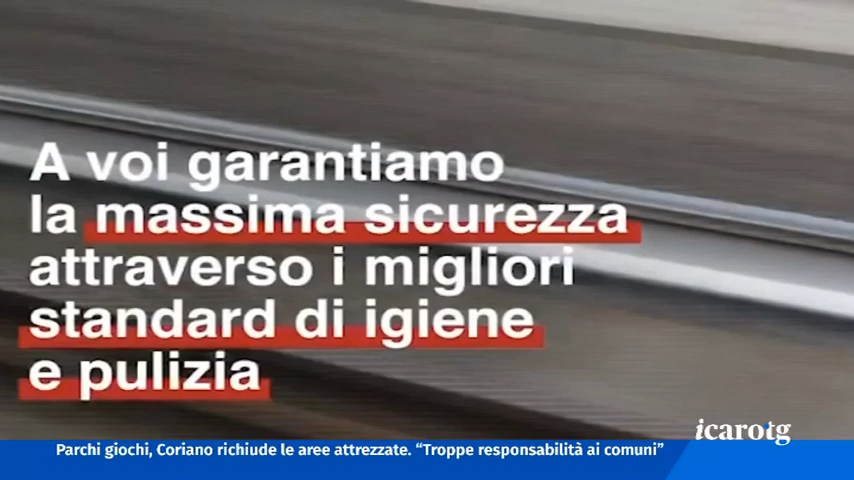 A voi garantiamo
la massima sicurezza
attraverso i migliori
standard di igiene
e pulizia
icarotg
Parchi giochi, Coriano richiude le aree attrezzate. “Troppe responsabilità ai comuni”